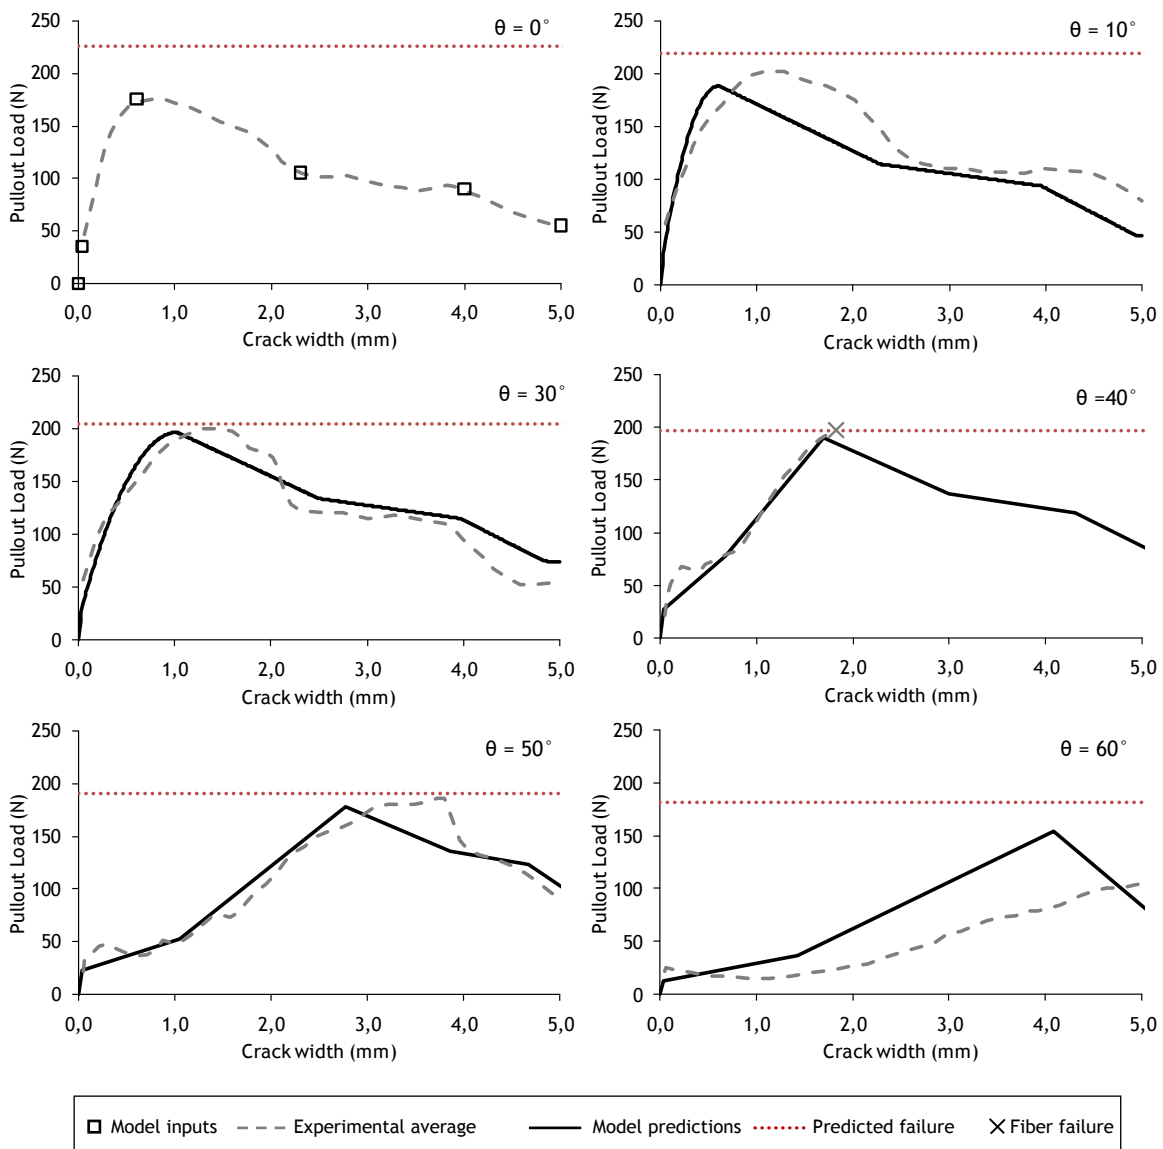 θ = 0°
250
200
150
100
50
0
Pullout Load (N)
0,0 1,0 2,0 3,0 4,0 5,0
Crack width (mm)
θ = 10°
250
200
150
100
50
0
Pullout Load (N)
0,0 1,0 2,0 3,0 4,0 5,0
Crack width (mm)
θ = 30°
250
200
150
100
50
0
Pullout Load (N)
0,0 1,0 2,0 3,0 4,0 5,0
Crack width (mm)
θ =40°
250
200
150
100
50
0
Pullout Load (N)
0,0 1,0 2,0 3,0 4,0 5,0
Crack width (mm)
θ = 50°
250
200
150
100
50
0
Pullout Load (N)
0,0 1,0 2,0 3,0 4,0 5,0
Crack width (mm)
θ = 60°
250
200
150
100
50
0
Pullout Load (N)
0,0 1,0 2,0 3,0 4,0 5,0
Crack width (mm)
Model inputs Experimental average Model predictions Predicted failure Fiber failure